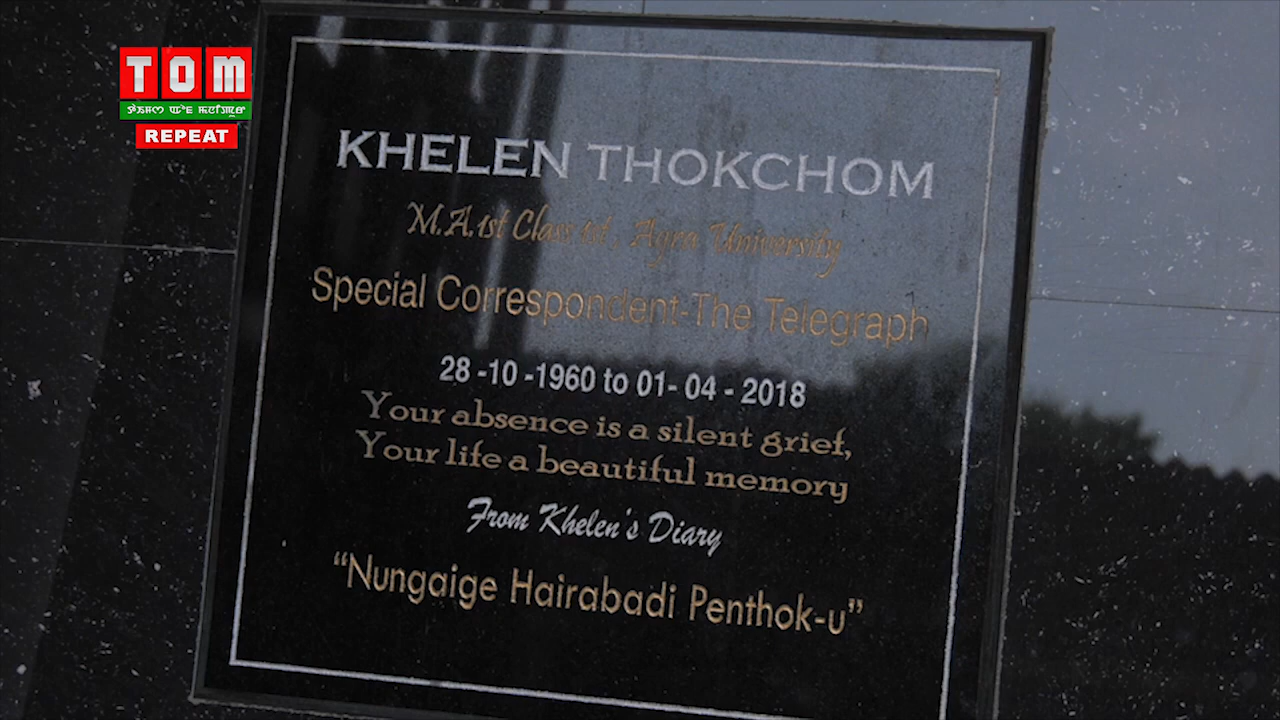 TOM
REPEAT
KHELEN THOKCHOM
M.A.1st Class 1st, Agra University
Special Correspondent-The Telegraph
28 -10 -1960 to 01- 04 - 2018
Your absence is a silent grief,
Your life a beautiful memory
From Khelen's Diary
“Nungaige Hairabadi Penthok-u”